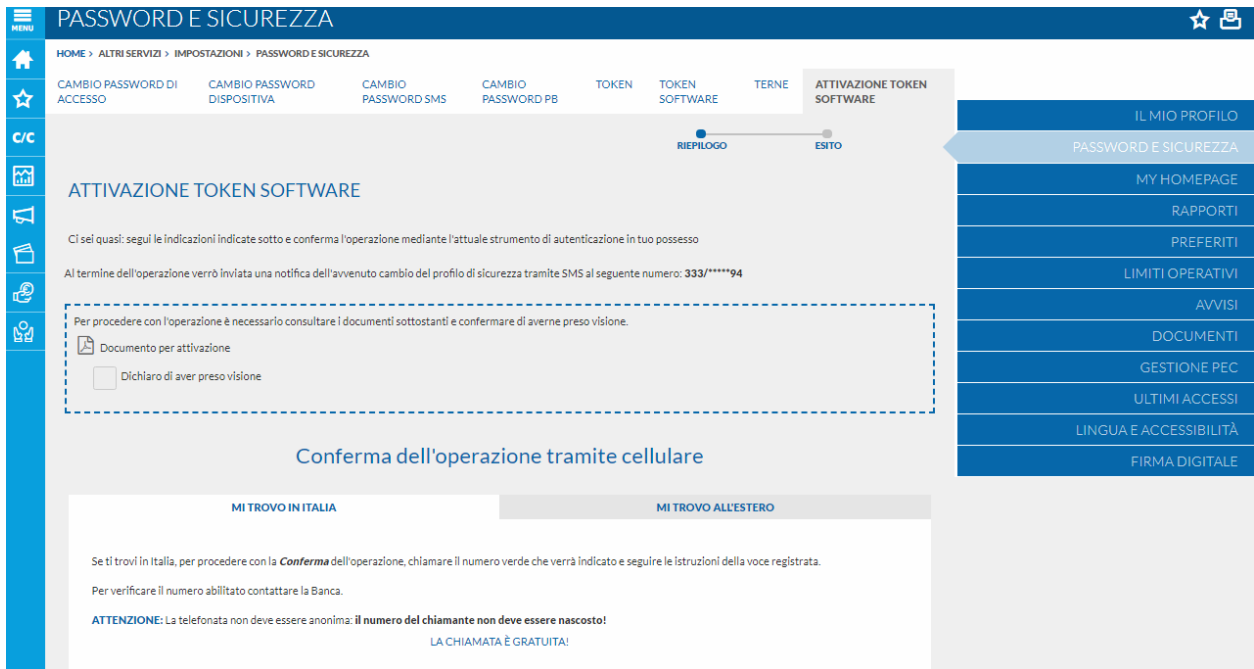 MENU
PASSWORD E SICUREZZA
HOME > ALTRI SERVIZI > IMPOSTAZIONI > PASSWORD E SICUREZZA
CAMBIO PASSWORD DI ACCESSO
CAMBIO PASSWORD DISPOSITIVA
CAMBIO PASSWORD SMS
CAMBIO PASSWORD PB
TOKEN
TOKEN SOFTWARE
TERNE
ATTIVAZIONE TOKEN SOFTWARE
C/C
RIEPILOGO
ESITO
ATTIVAZIONE TOKEN SOFTWARE
Ci sei quasi: segui le indicazioni indicate sotto e conferma l'operazione mediante l'attuale strumento di autenticazione in tuo possesso
Al termine dell'operazione verrò inviata una notifica dell'avvenuto cambio del profilo di sicurezza tramite SMS al seguente numero: 333/*****94
Per procedere con l'operazione è necessario consultare i documenti sottostanti e confermare di averne preso visione.
Documento per attivazione
Dichiaro di aver preso visione
Conferma dell'operazione tramite cellulare
MI TROVO IN ITALIA
MI TROVO ALL'ESTERO
Se ti trovi in Italia, per procedere con la Conferma dell'operazione, chiamare il numero verde che verrà indicato e seguire le istruzioni della voce registrata.
Per verificare il numero abilitato contattare la Banca.
ATTENZIONE: La telefonata non deve essere anonima: il numero del chiamante non deve essere nascosto!
LA CHIAMATA È GRATUITA!
IL MIO PROFILO
PASSWORD E SICUREZZA
MY HOMEPAGE
RAPPORTI
PREFERITI
LIMITI OPERATIVI
AVVISI
DOCUMENTI
GESTIONE PEC
ULTIMI ACCESSI
LINGUA E ACCESSIBILITÀ
FIRMA DIGITALE